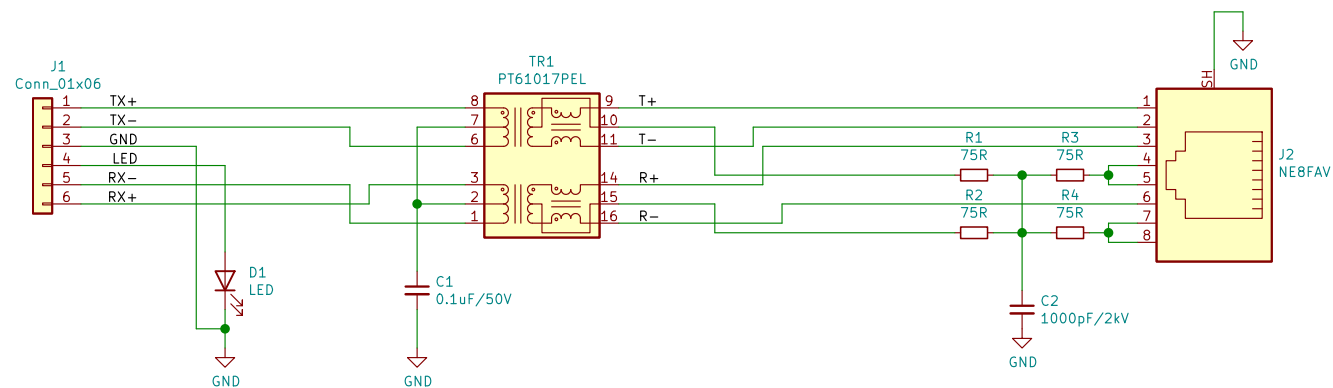 J1
Conn_01x06
1 TX+
2 TX-
3 GND
4 LED
5 RX-
6 RX+
D1
LED
GND
C1
0.1uF/50V
GND
TR1
PT61017PEL
8
7
6
3
2
1
9 T+
10
11 T-
14 R+
15
16 R-
R1
75R
R3
75R
R2
75R
R4
75R
C2
1000pF/2kV
GND
GND
SH
1
2
3
4
5
6
7
8
J2
NE8FAV